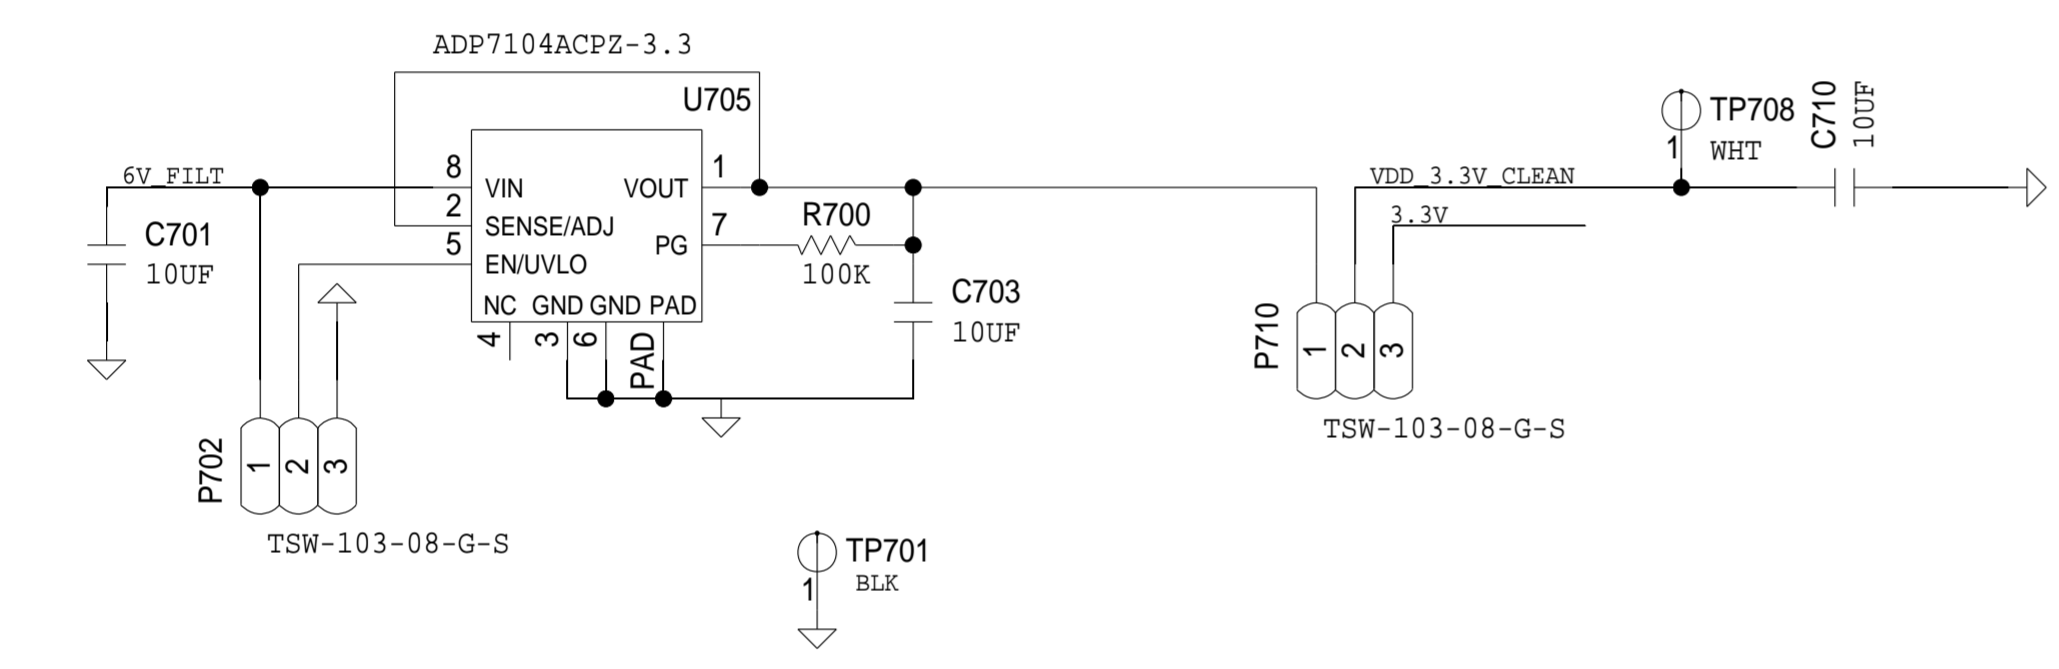 ADP7104ACPZ-3.3
U705
6V_FILT
8
VIN
VOUT
1
2
SENSE/ADJ
5
EN/UVLO
PG
7
NC GND GND PAD
4
3
6
PAD
C701
10UF
R700
100K
C703
10UF
P702
1
2
3
TSW-103-08-G-S
TP701
1
BLK
P710
1
2
3
TSW-103-08-G-S
VDD_3.3V_CLEAN
3.3V
TP708
1
WHT
C710
10UF